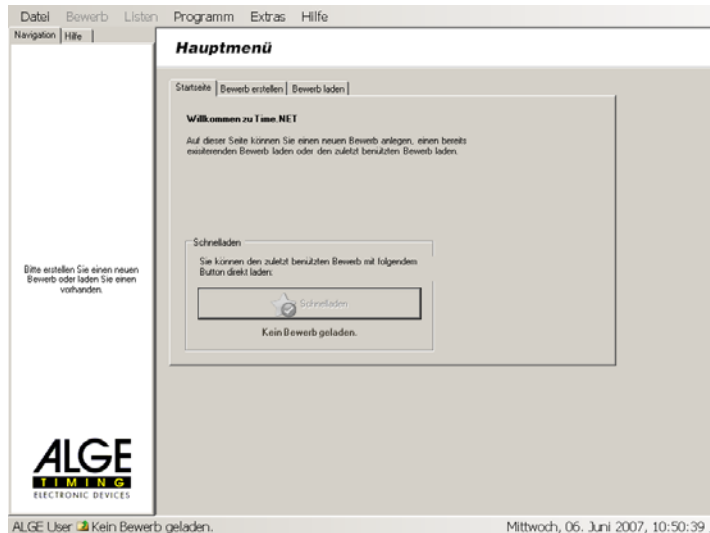 Datei Bewerb Listen Programm Extras Hilfe
Navigation Hilfe
Hauptmenü
Startseite Bewerb erstellen Bewerb laden
Willkommen zu Time.NET
Auf dieser Seite können Sie einen neuen Bewerb anlegen, einen bereits
existierenden Bewerb laden oder den zuletzt benützten Bewerb laden.
Schnelladen
Sie können den zuletzt benützten Bewerb mit folgendem
Button direkt laden:
Schnelladen
Kein Bewerb geladen.
Bitte erstellen Sie einen neuen
Bewerb oder laden Sie einen
vorhanden.
ALGE
TIMING
ELECTRONIC DEVICES
ALGE User Kein Bewerb geladen.
Mittwoch, 06. Juni 2007, 10:50:39